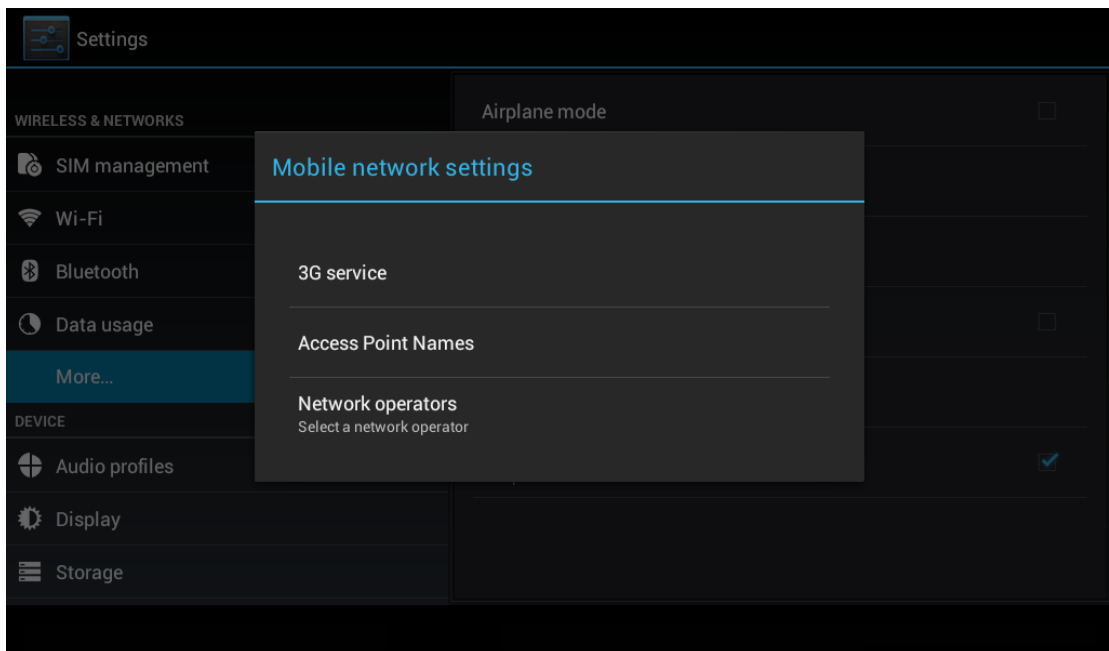 Settings
WIRELESS & NETWORKS
SIM management
Wi-Fi
Bluetooth
Data usage
More...
DEVICE
Audio profiles
Display
Storage
Airplane mode
Mobile network settings
3G service
Access Point Names
Network operators
Select a network operator